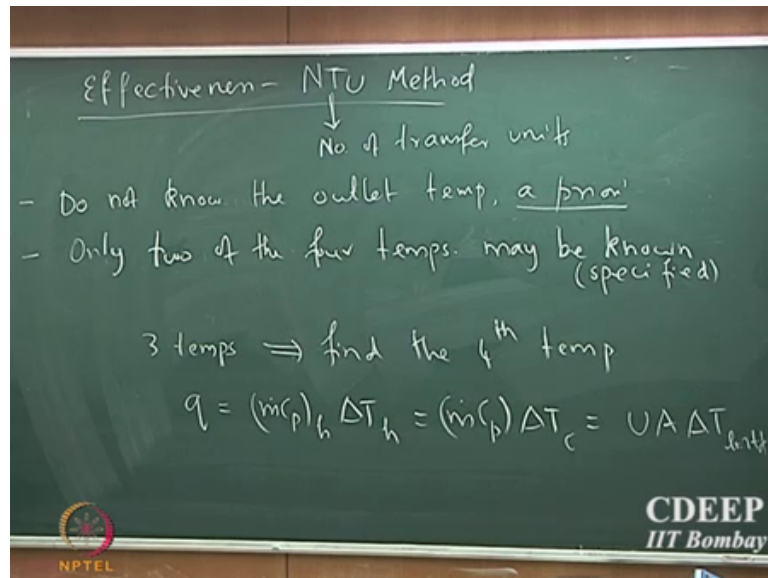 Effectiveness - NTU Method
↓
No. of transfer units
- Do not know the outlet temp, a priori
- Only two of the four temps. may be known
(specified)
3 temps ⇒ find the 4th temp
q = (ṁCp)h ΔTh = (ṁCp) ΔTc = UA ΔTlmtd
CDEEP
IIT Bombay
NPTEL